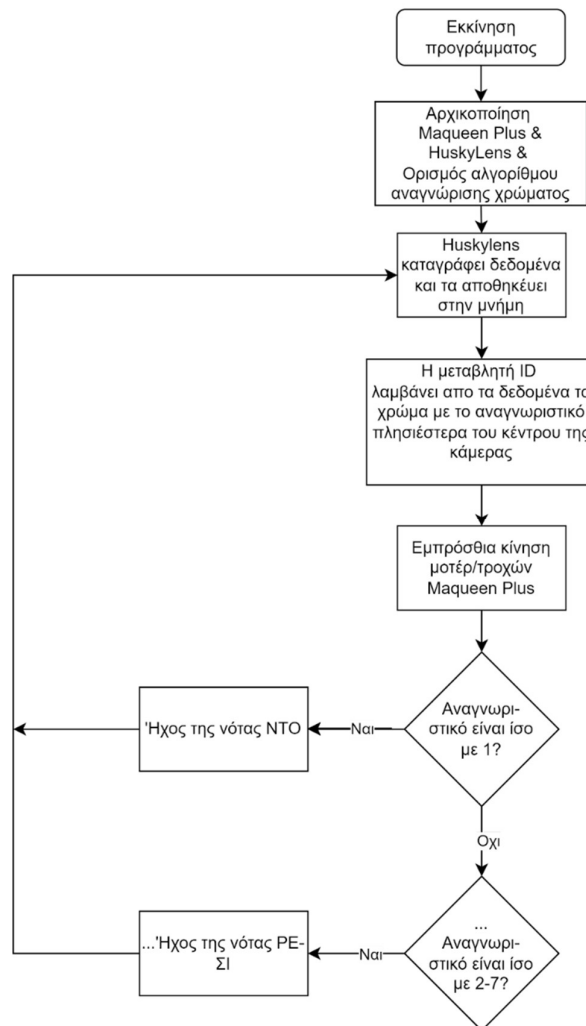 Εκκίνηση
προγράμματος
Αρχικοποίηση
Maqueen Plus &
HuskyLens &
Ορισμός αλγορίθμου
αναγνώρισης χρώματος
Huskylens
καταγράφει δεδομένα
και τα αποθηκέυει
στην μνήμη
Η μεταβλητή ID
λαμβάνει απο τα δεδομένα το
χρώμα με το αναγνωριστικό
πλησιέστερα του κέντρου της
κάμερας
Εμπρόσθια κίνηση
μοτέρ/τροχών
Maqueen Plus
Αναγνωρι-
στικό είναι ίσο
με 1?
Ναι
Ήχος της νότας ΝΤΟ
Οχι
...
Αναγνωρι-
στικό είναι ίσο
με 2-7?
Ναι
...Ήχος της νότας ΡΕ-
ΣΙ